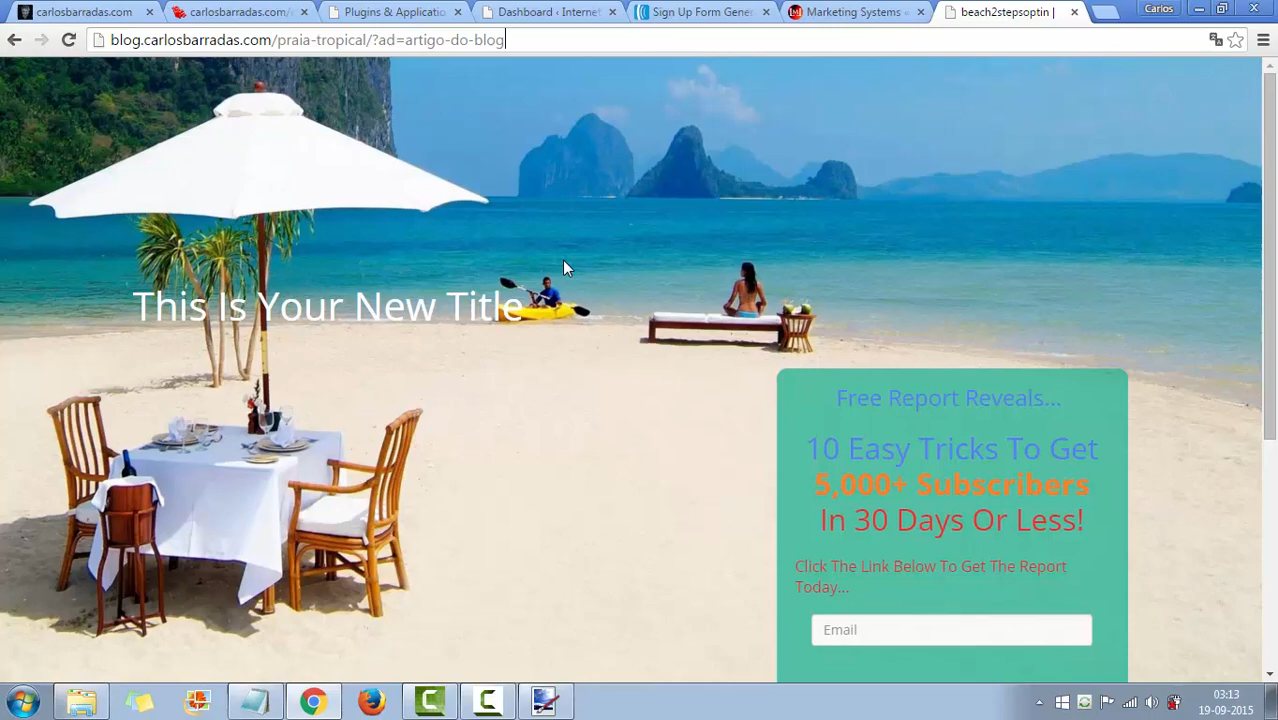 carlosbarradas.com
carlosbarradas.com/w
Plugins & Applicatio
Dashboard ‹ Internet
Sign Up Form Gener
Marketing Systems «
beach2stepsoptin |
Carlos
blog.carlosbarradas.com/praia-tropical/?ad=artigo-do-blog
This Is Your New Title
Free Report Reveals...
10 Easy Tricks To Get
5,000+ Subscribers
In 30 Days Or Less!
Click The Link Below To Get The Report
Today...
Email
03:13
19-09-2015